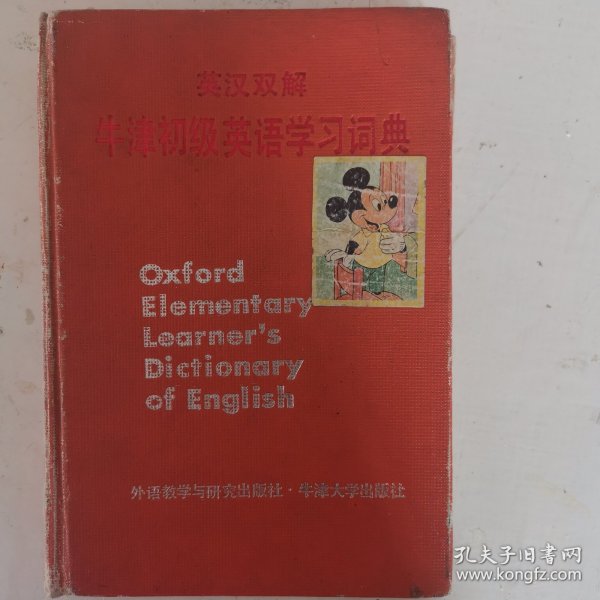 英汉双解
牛津初级英语学习词典
Oxford
Elementary
Learner's
Dictionary
of English
外语教学与研究出版社·牛津大学出版社
孔夫子旧书网
www.kongfz.com